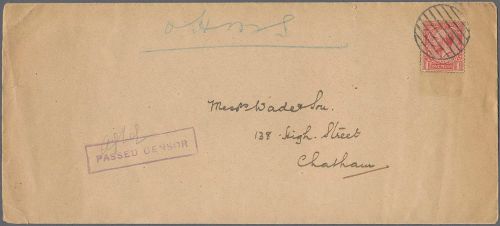 O H M S
Messrs Wade & Son.
138 High Street
Chatham
PASSED CENSOR